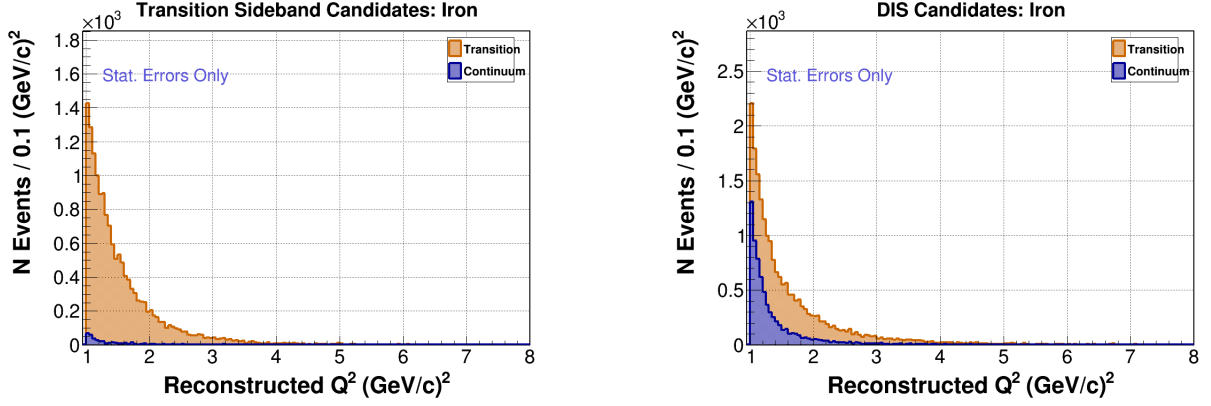 Transition Sideband Candidates: Iron
×10³
N Events / 0.1 (GeV/c)²
1.8
1.6
1.4
1.2
1
0.8
0.6
0.4
0.2
0
Stat. Errors Only
Transition
Continuum
1 2 3 4 5 6 7 8
Reconstructed Q² (GeV/c)²
DIS Candidates: Iron
×10³
N Events / 0.1 (GeV/c)²
2.5
2
1.5
1
0.5
0
Stat. Errors Only
Transition
Continuum
1 2 3 4 5 6 7 8
Reconstructed Q² (GeV/c)²